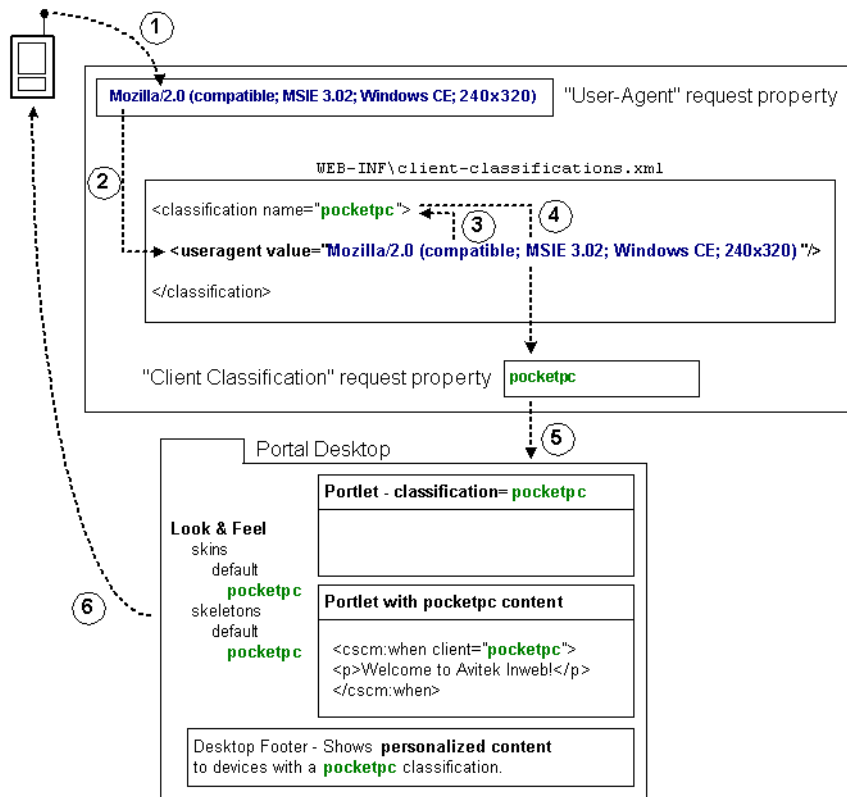 1
Mozilla/2.0 (compatible; MSIE 3.02; Windows CE; 240x320)
"User-Agent" request property
2
WEB-INF\client-classifications.xml
<classification name="pocketpc">
3
4
<useragent value="Mozilla/2.0 (compatible; MSIE 3.02; Windows CE; 240x320) "/>
</classification>
"Client Classification" request property
pocketpc
5
Portal Desktop
Portlet - classification= pocketpc
Look & Feel
skins
default
pocketpc
skeletons
default
pocketpc
6
Portlet with pocketpc content
<cscm:when client="pocketpc">
<p>Welcome to Avitek Inweb!</p>
</cscm:when>
Desktop Footer - Shows personalized content
to devices with a pocketpc classification.